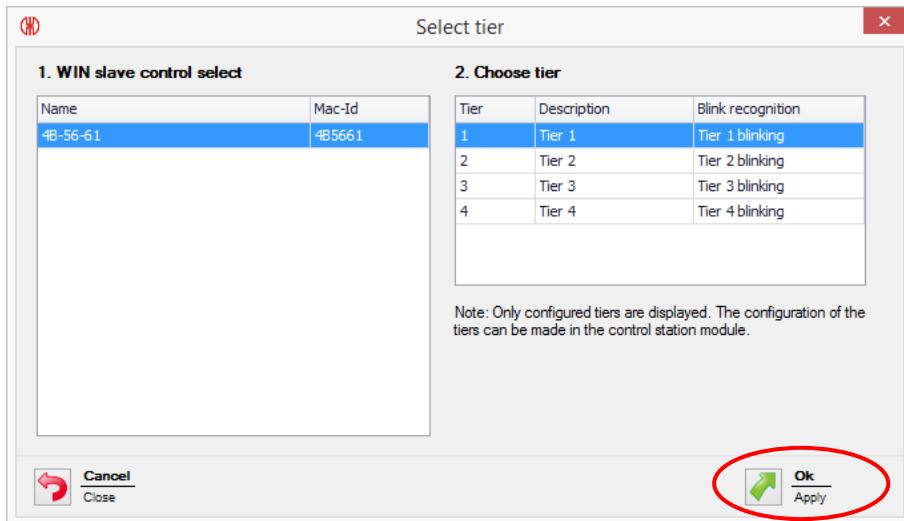 Select tier
1. WIN slave control select
Name Mac-Id
4B-56-61 4B5661
2. Choose tier
Tier Description Blink recognition
1 Tier 1 Tier 1 blinking
2 Tier 2 Tier 2 blinking
3 Tier 3 Tier 3 blinking
4 Tier 4 Tier 4 blinking
Note: Only configured tiers are displayed. The configuration of the
tiers can be made in the control station module.
Cancel
Close
Ok
Apply